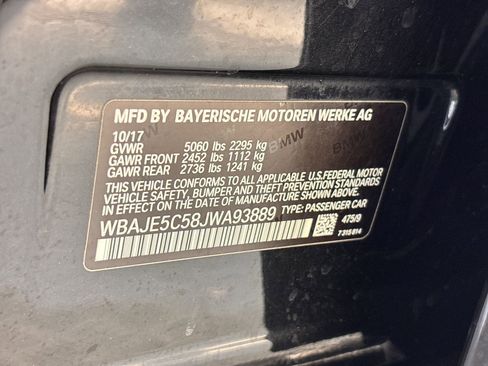 MFD BY BAYERISCHE MOTOREN WERKE AG
10/17
GVWR 5060 lbs 2295 kg
GAWR FRONT 2452 lbs 1112 kg
GAWR REAR 2736 lbs 1241 kg
THIS VEHICLE CONFORMS TO ALL APPLICABLE U.S.FEDERAL MOTOR
VEHICLE SAFETY, BUMPER, AND THEFT PREVENTION STANDARDS
IN EFFECT ON THE DATE OF MANUFACTURE SHOWN ABOVE.
WBAJE5C58JWA93889 TYPE: PASSENGER CAR
475/9
7 315 814
BMW
BMW